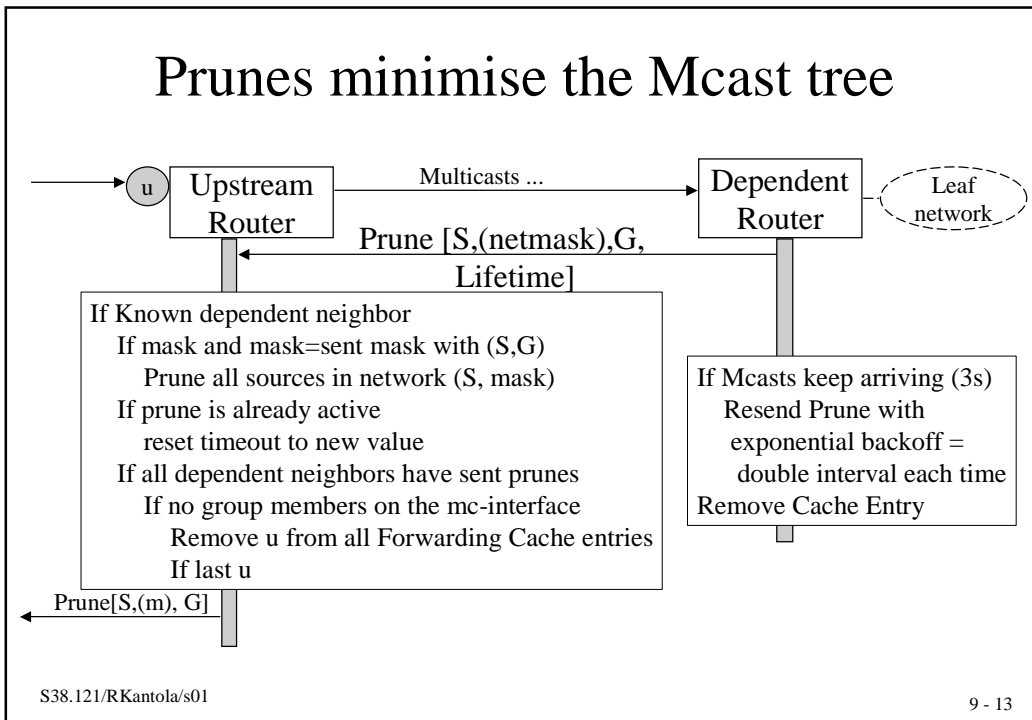 Prunes minimise the Mcast tree
u
Upstream
Router
Multicasts ...
Dependent
Router
Leaf
network
Prune [S,(netmask),G,
Lifetime]
If Known dependent neighbor
If mask and mask=sent mask with (S,G)
Prune all sources in network (S, mask)
If prune is already active
reset timeout to new value
If all dependent neighbors have sent prunes
If no group members on the mc-interface
Remove u from all Forwarding Cache entries
If last u
If Mcasts keep arriving (3s)
Resend Prune with
exponential backoff =
double interval each time
Remove Cache Entry
Prune[S,(m), G]
S38.121/RKantola/s01
9 - 13